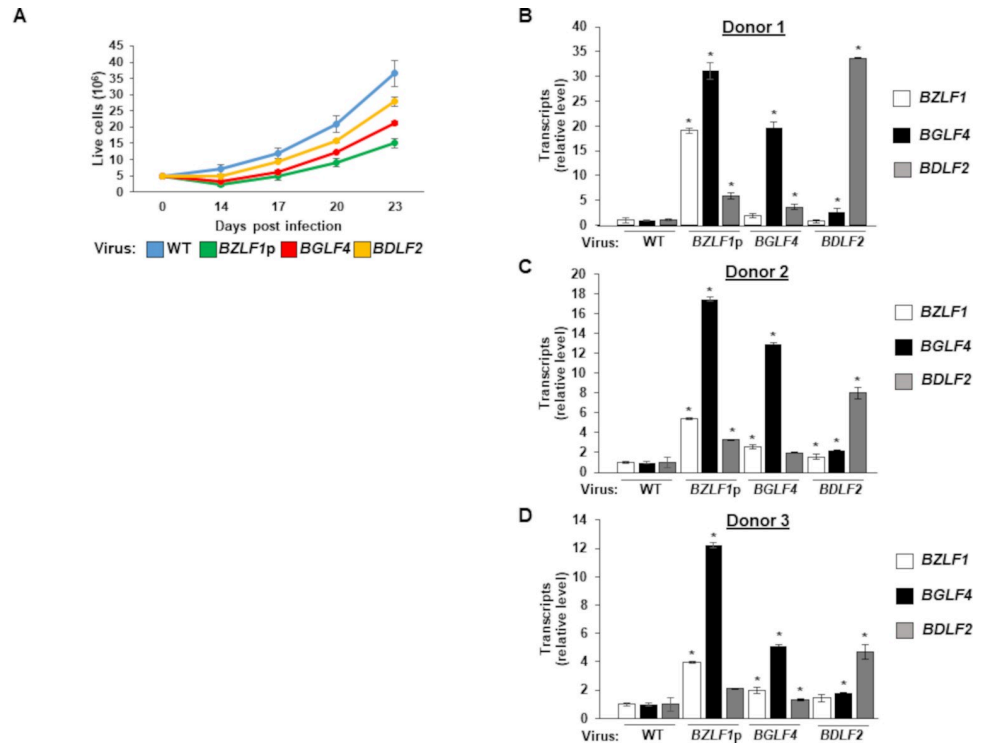 A
Live cells (10⁶)
45
40
35
30
25
20
15
10
5
0
0 14 17 20 23
Days post infection
Virus: WT BZLF1p BGLF4 BDLF2
B
Donor 1
Transcripts
(relative level)
40
35
30
25
20
15
10
5
0
* * * * * * *
BZLF1
BGLF4
BDLF2
Virus: WT BZLF1p BGLF4 BDLF2
C
Donor 2
Transcripts
(relative level)
20
18
16
14
12
10
8
6
4
2
0
* * * * * * * *
BZLF1
BGLF4
BDLF2
Virus: WT BZLF1p BGLF4 BDLF2
D
Donor 3
Transcripts
(relative level)
14
12
10
8
6
4
2
0
* * * * * * *
BZLF1
BGLF4
BDLF2
Virus: WT BZLF1p BGLF4 BDLF2